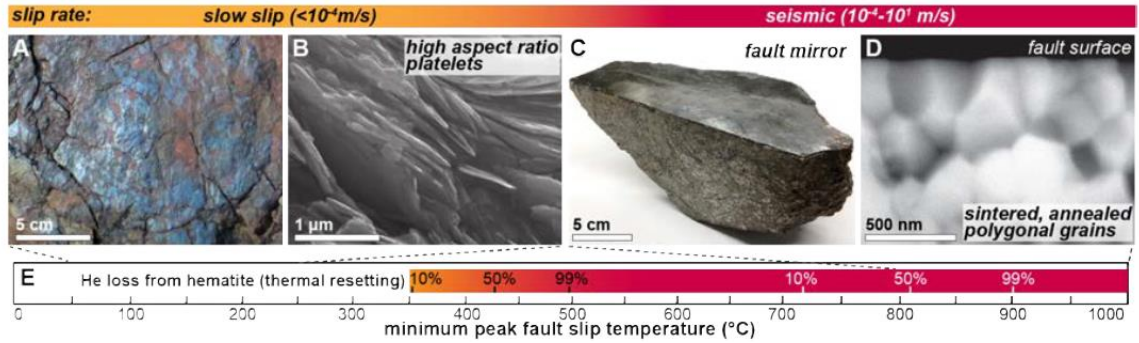 slip rate: slow slip (<10⁻⁴m/s) seismic (10⁻⁴-10¹ m/s)
A
5 cm
B
high aspect ratio
platelets
1 µm
C
fault mirror
5 cm
D
fault surface
500 nm
sintered, annealed
polygonal grains
E He loss from hematite (thermal resetting) 10% 50% 99% 10% 50% 99%
0 100 200 300 400 500 600 700 800 900 1000
minimum peak fault slip temperature (°C)